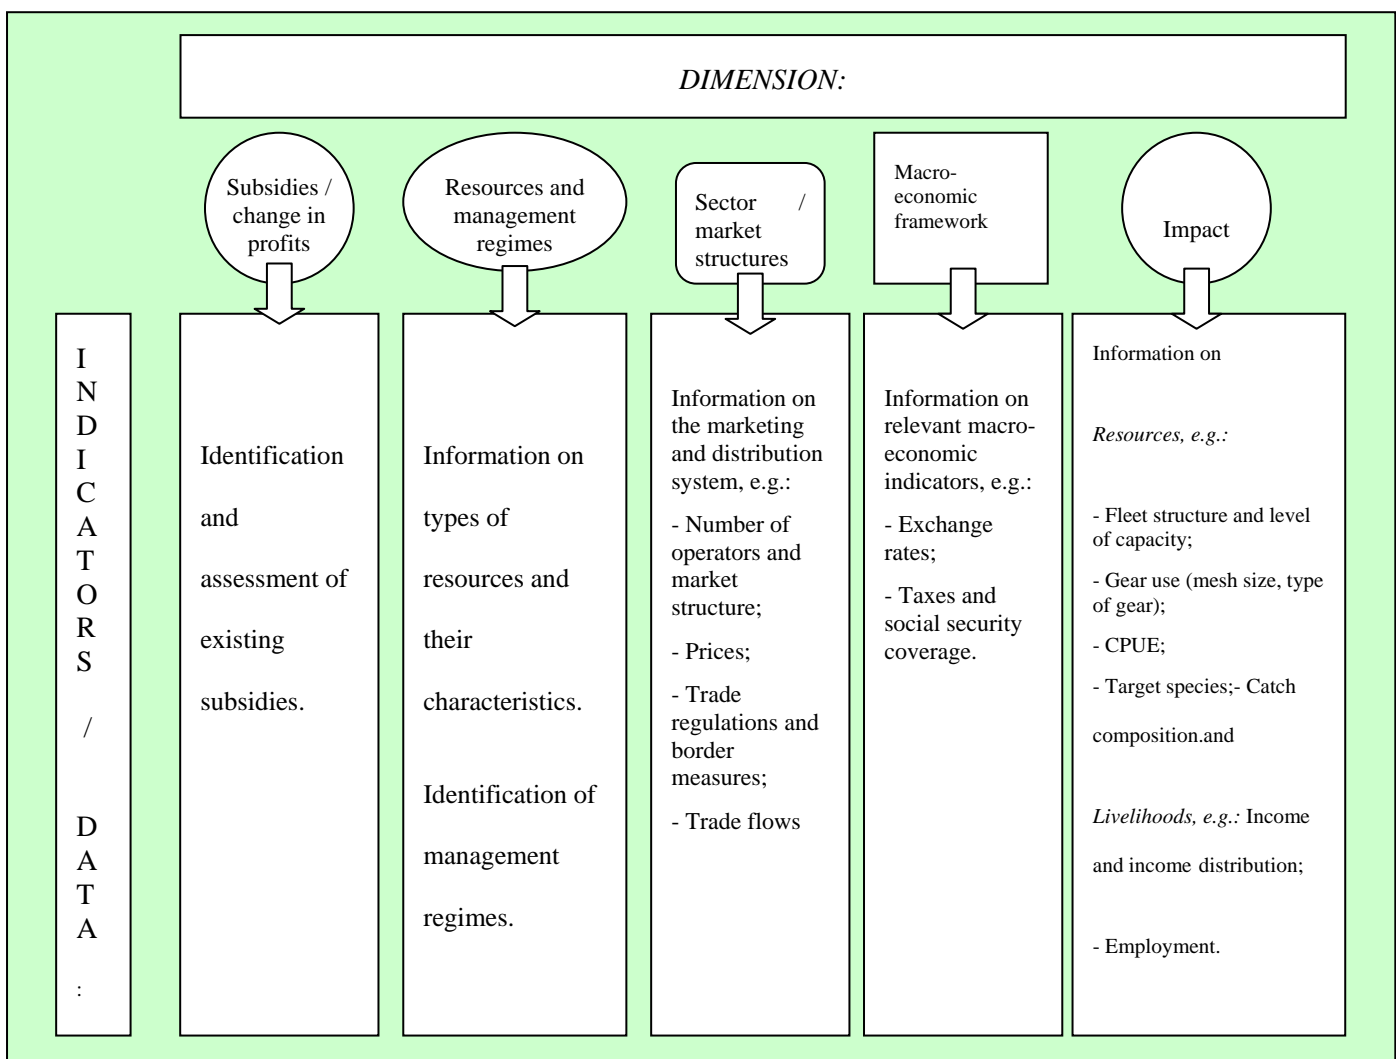 DIMENSION:
Subsidies /
change in
profits
Resources and
management
regimes
Sector /
market
structures
Macro-
economic
framework
Impact
I
N
D
I
C
A
T
O
R
S
/
D
A
T
A
:
Identification
and
assessment of
existing
subsidies.
Information on
types of
resources and
their
characteristics.
Identification of
management
regimes.
Information on
the marketing
and distribution
system, e.g.:
- Number of
operators and
market
structure;
- Prices;
- Trade
regulations and
border
measures;
- Trade flows
Information on
relevant macro-
economic
indicators, e.g.:
- Exchange
rates;
- Taxes and
social security
coverage.
Information on
Resources, e.g.:
- Fleet structure and level
of capacity;
- Gear use (mesh size, type
of gear);
- CPUE;
- Target species;- Catch
composition.and
Livelihoods, e.g.: Income
and income distribution;
- Employment.